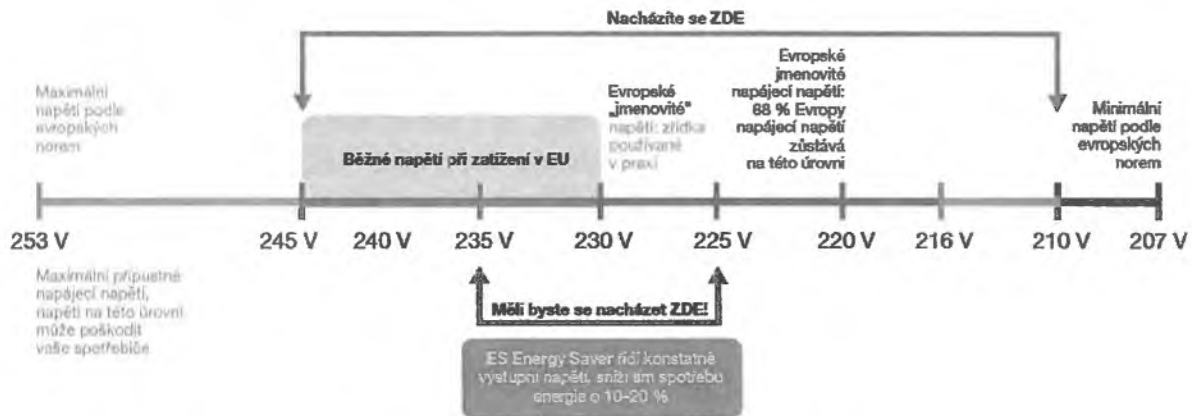 Nacházíte se ZDE
Maximální
napětí podle
evropských
norem
Běžné napětí při zatížení v EU
Evropské
„jmenovité“
napětí: zřídka
používané
v praxi
Evropské
jmenovité
napájecí napětí:
68 % Evropy
napájecí napětí
zůstává
na této úrovni
Minimální
napětí podle
evropských
norem
253 V 245 V 240 V 235 V 230 V 225 V 220 V 216 V 210 V 207 V
Maximální přípustné
napájecí napětí,
napětí na této úrovni
může poškodit
vaše spotřebiče
Měli byste se nacházet ZDE!
ES Energy Saver řídí konstatně
výstupní napětí, sníží tím spotřebu
energie o 10–20 %